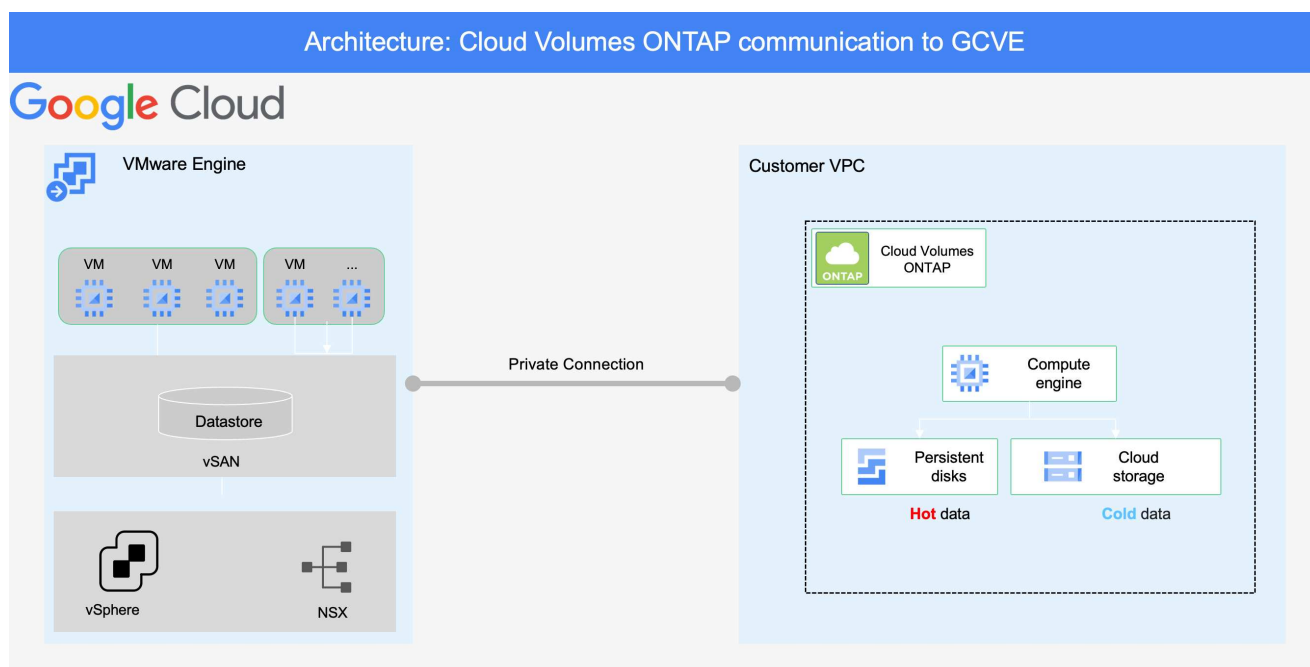 Architecture: Cloud Volumes ONTAP communication to GCVE
Google Cloud
VMware Engine
VM
VM
VM
VM
...
Datastore
vSAN
vSphere
NSX
Private Connection
Customer VPC
ONTAP
Cloud Volumes
ONTAP
Compute
engine
Persistent
disks
Hot data
Cloud
storage
Cold data